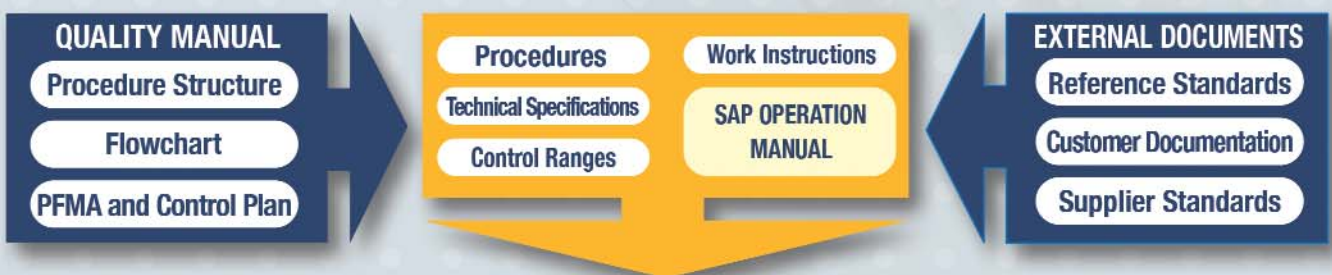 QUALITY MANUAL
Procedure Structure
Flowchart
PFMA and Control Plan
Procedures
Technical Specifications
Control Ranges
Work Instructions
SAP OPERATION
MANUAL
EXTERNAL DOCUMENTS
Reference Standards
Customer Documentation
Supplier Standards